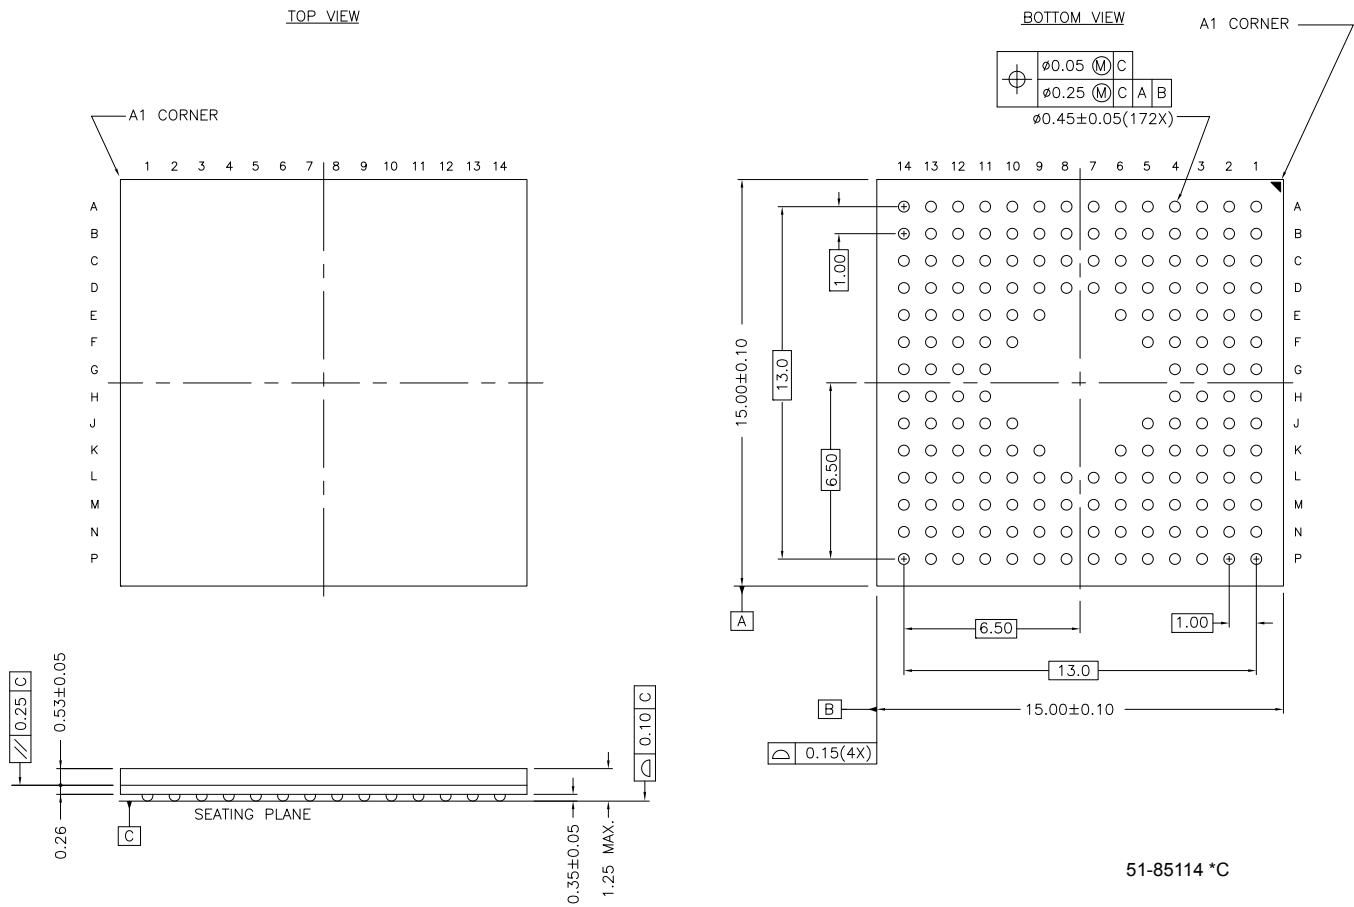 TOP VIEW
A1 CORNER
1 2 3 4 5 6 7 8 9 10 11 12 13 14
A
B
C
D
E
F
G
H
J
K
L
M
N
P
BOTTOM VIEW
A1 CORNER
⌀0.05 Ⓜ C
⌀0.25 Ⓜ C A B
⌀0.45±0.05(172X)
14 13 12 11 10 9 8 7 6 5 4 3 2 1
A
B
C
D
E
F
G
H
J
K
L
M
N
P
1.00
13.0
15.00±0.10
6.50
A
6.50
1.00
13.0
B
15.00±0.10
0.15(4X)
// 0.25 C
0.53±0.05
0.26
C
SEATING PLANE
0.10 C
0.35±0.05
1.25 MAX.
51-85114 *C